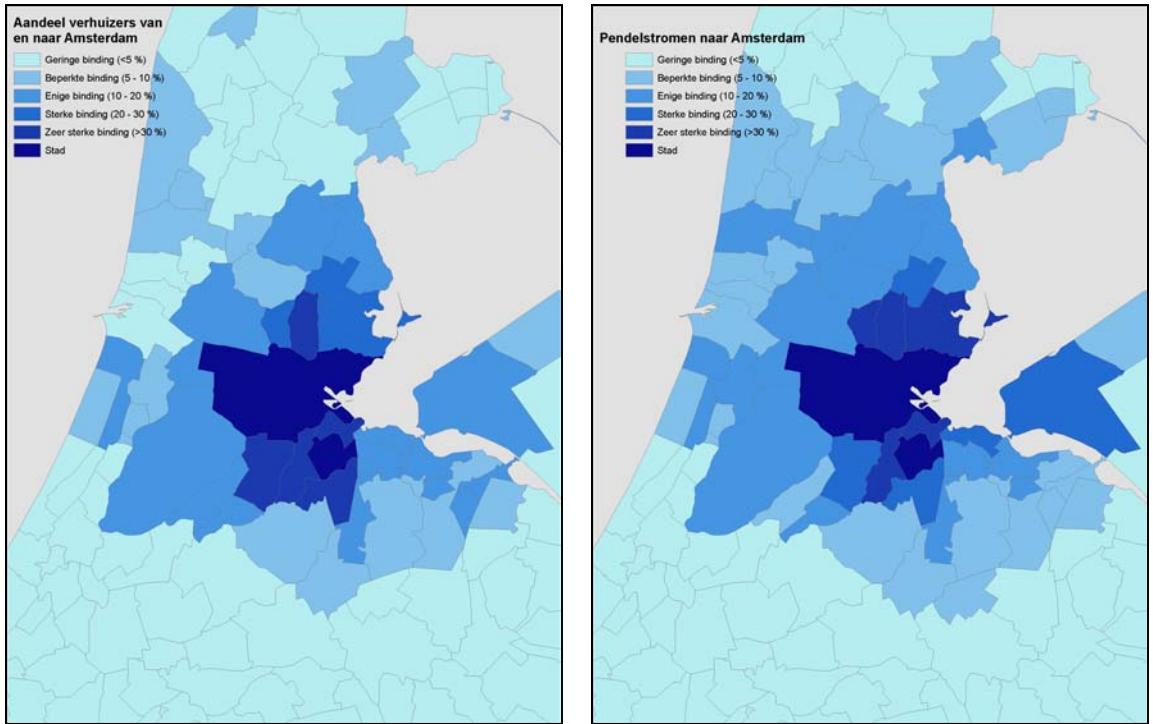 Aandeel verhuizers van
en naar Amsterdam
Geringe binding (<5 %)
Beperkte binding (5 - 10 %)
Enige binding (10 - 20 %)
Sterke binding (20 - 30 %)
Zeer sterke binding (>30 %)
Stad
Pendelstromen naar Amsterdam
Geringe binding (<5 %)
Beperkte binding (5 - 10 %)
Enige binding (10 - 20 %)
Sterke binding (20 - 30 %)
Zeer sterke binding (>30 %)
Stad